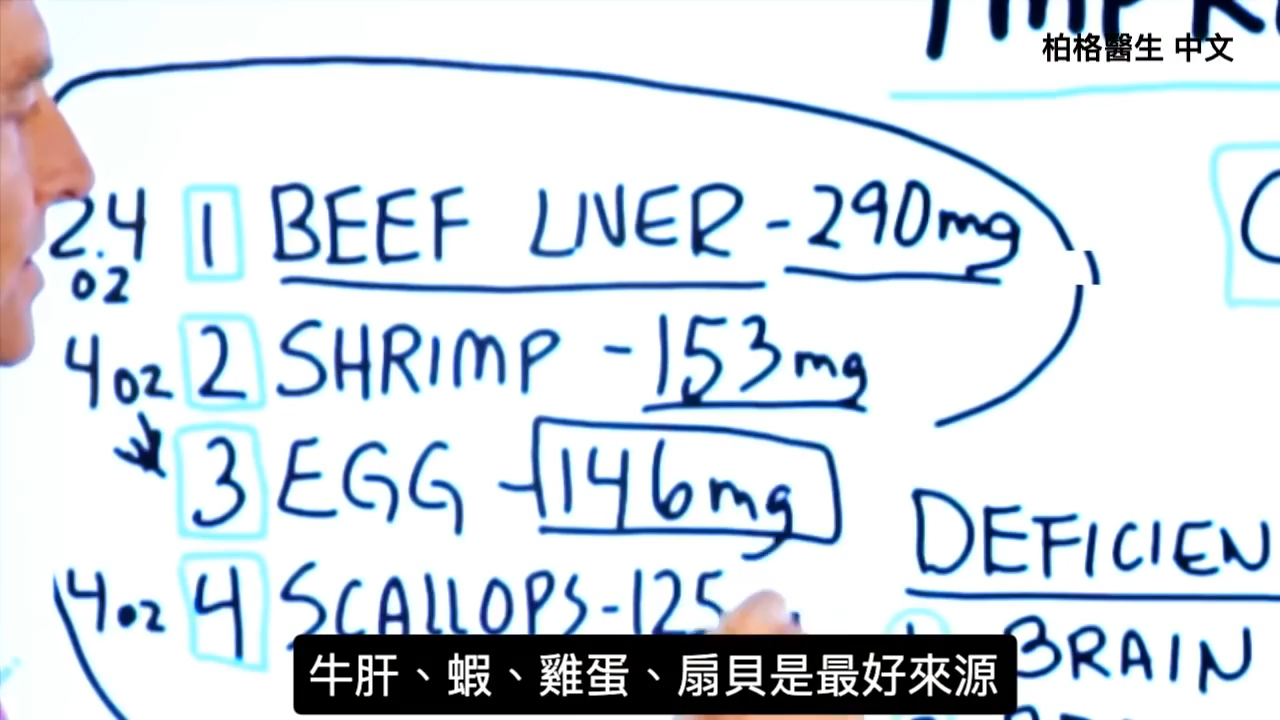 柏格醫生 中文
2.4 oz 1 BEEF LIVER - 290mg
4oz 2 SHRIMP - 153mg
3 EGG - 146mg
4oz 4 SCALLOPS - 125
DEFICIEN
BRAIN
牛肝、蝦、雞蛋、扇貝是最好來源